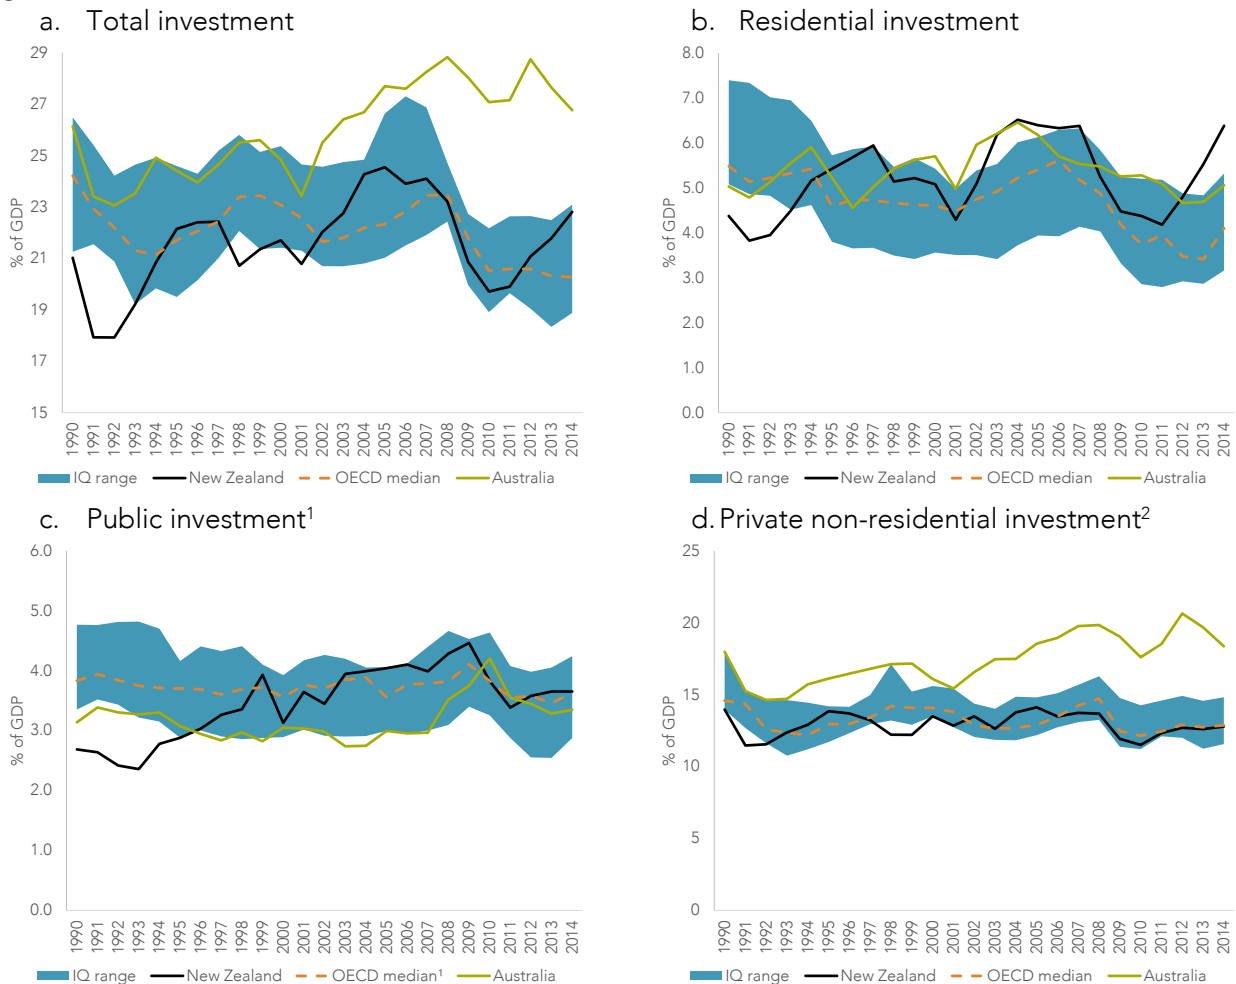 a. Total investment
% of GDP
29
27
25
23
21
19
17
15
1990 1991 1992 1993 1994 1995 1996 1997 1998 1999 2000 2001 2002 2003 2004 2005 2006 2007 2008 2009 2010 2011 2012 2013 2014
IQ range New Zealand OECD median Australia
b. Residential investment
% of GDP
8.0
7.0
6.0
5.0
4.0
3.0
2.0
1.0
0.0
1990 1991 1992 1993 1994 1995 1996 1997 1998 1999 2000 2001 2002 2003 2004 2005 2006 2007 2008 2009 2010 2011 2012 2013 2014
IQ range New Zealand OECD median Australia
c. Public investment¹
% of GDP
6.0
5.0
4.0
3.0
2.0
1.0
0.0
1990 1991 1992 1993 1994 1995 1996 1997 1998 1999 2000 2001 2002 2003 2004 2005 2006 2007 2008 2009 2010 2011 2012 2013 2014
IQ range New Zealand OECD median¹ Australia
d. Private non-residential investment²
% of GDP
25
20
15
10
5
0
1990 1991 1992 1993 1994 1995 1996 1997 1998 1999 2000 2001 2002 2003 2004 2005 2006 2007 2008 2009 2010 2011 2012 2013 2014
IQ range New Zealand OECD median Australia